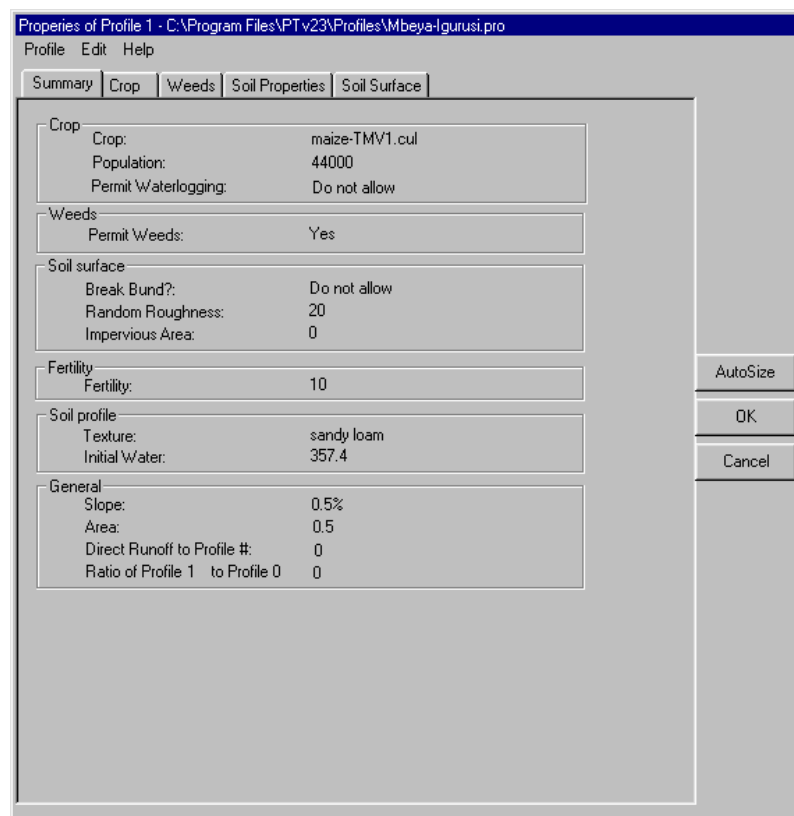 Properies of Profile 1 - C:\Program Files\PTv23\Profiles\Mbeya-Igurusi.pro
Profile Edit Help
Summary Crop Weeds Soil Properties Soil Surface
Crop
Crop: maize-TMV1.cul
Population: 44000
Permit Waterlogging: Do not allow
Weeds
Permit Weeds: Yes
Soil surface
Break Bund?: Do not allow
Random Roughness: 20
Impervious Area: 0
Fertility
Fertility: 10
Soil profile
Texture: sandy loam
Initial Water: 357.4
General
Slope: 0.5%
Area: 0.5
Direct Runoff to Profile #: 0
Ratio of Profile 1 to Profile 0 0
AutoSize
OK
Cancel